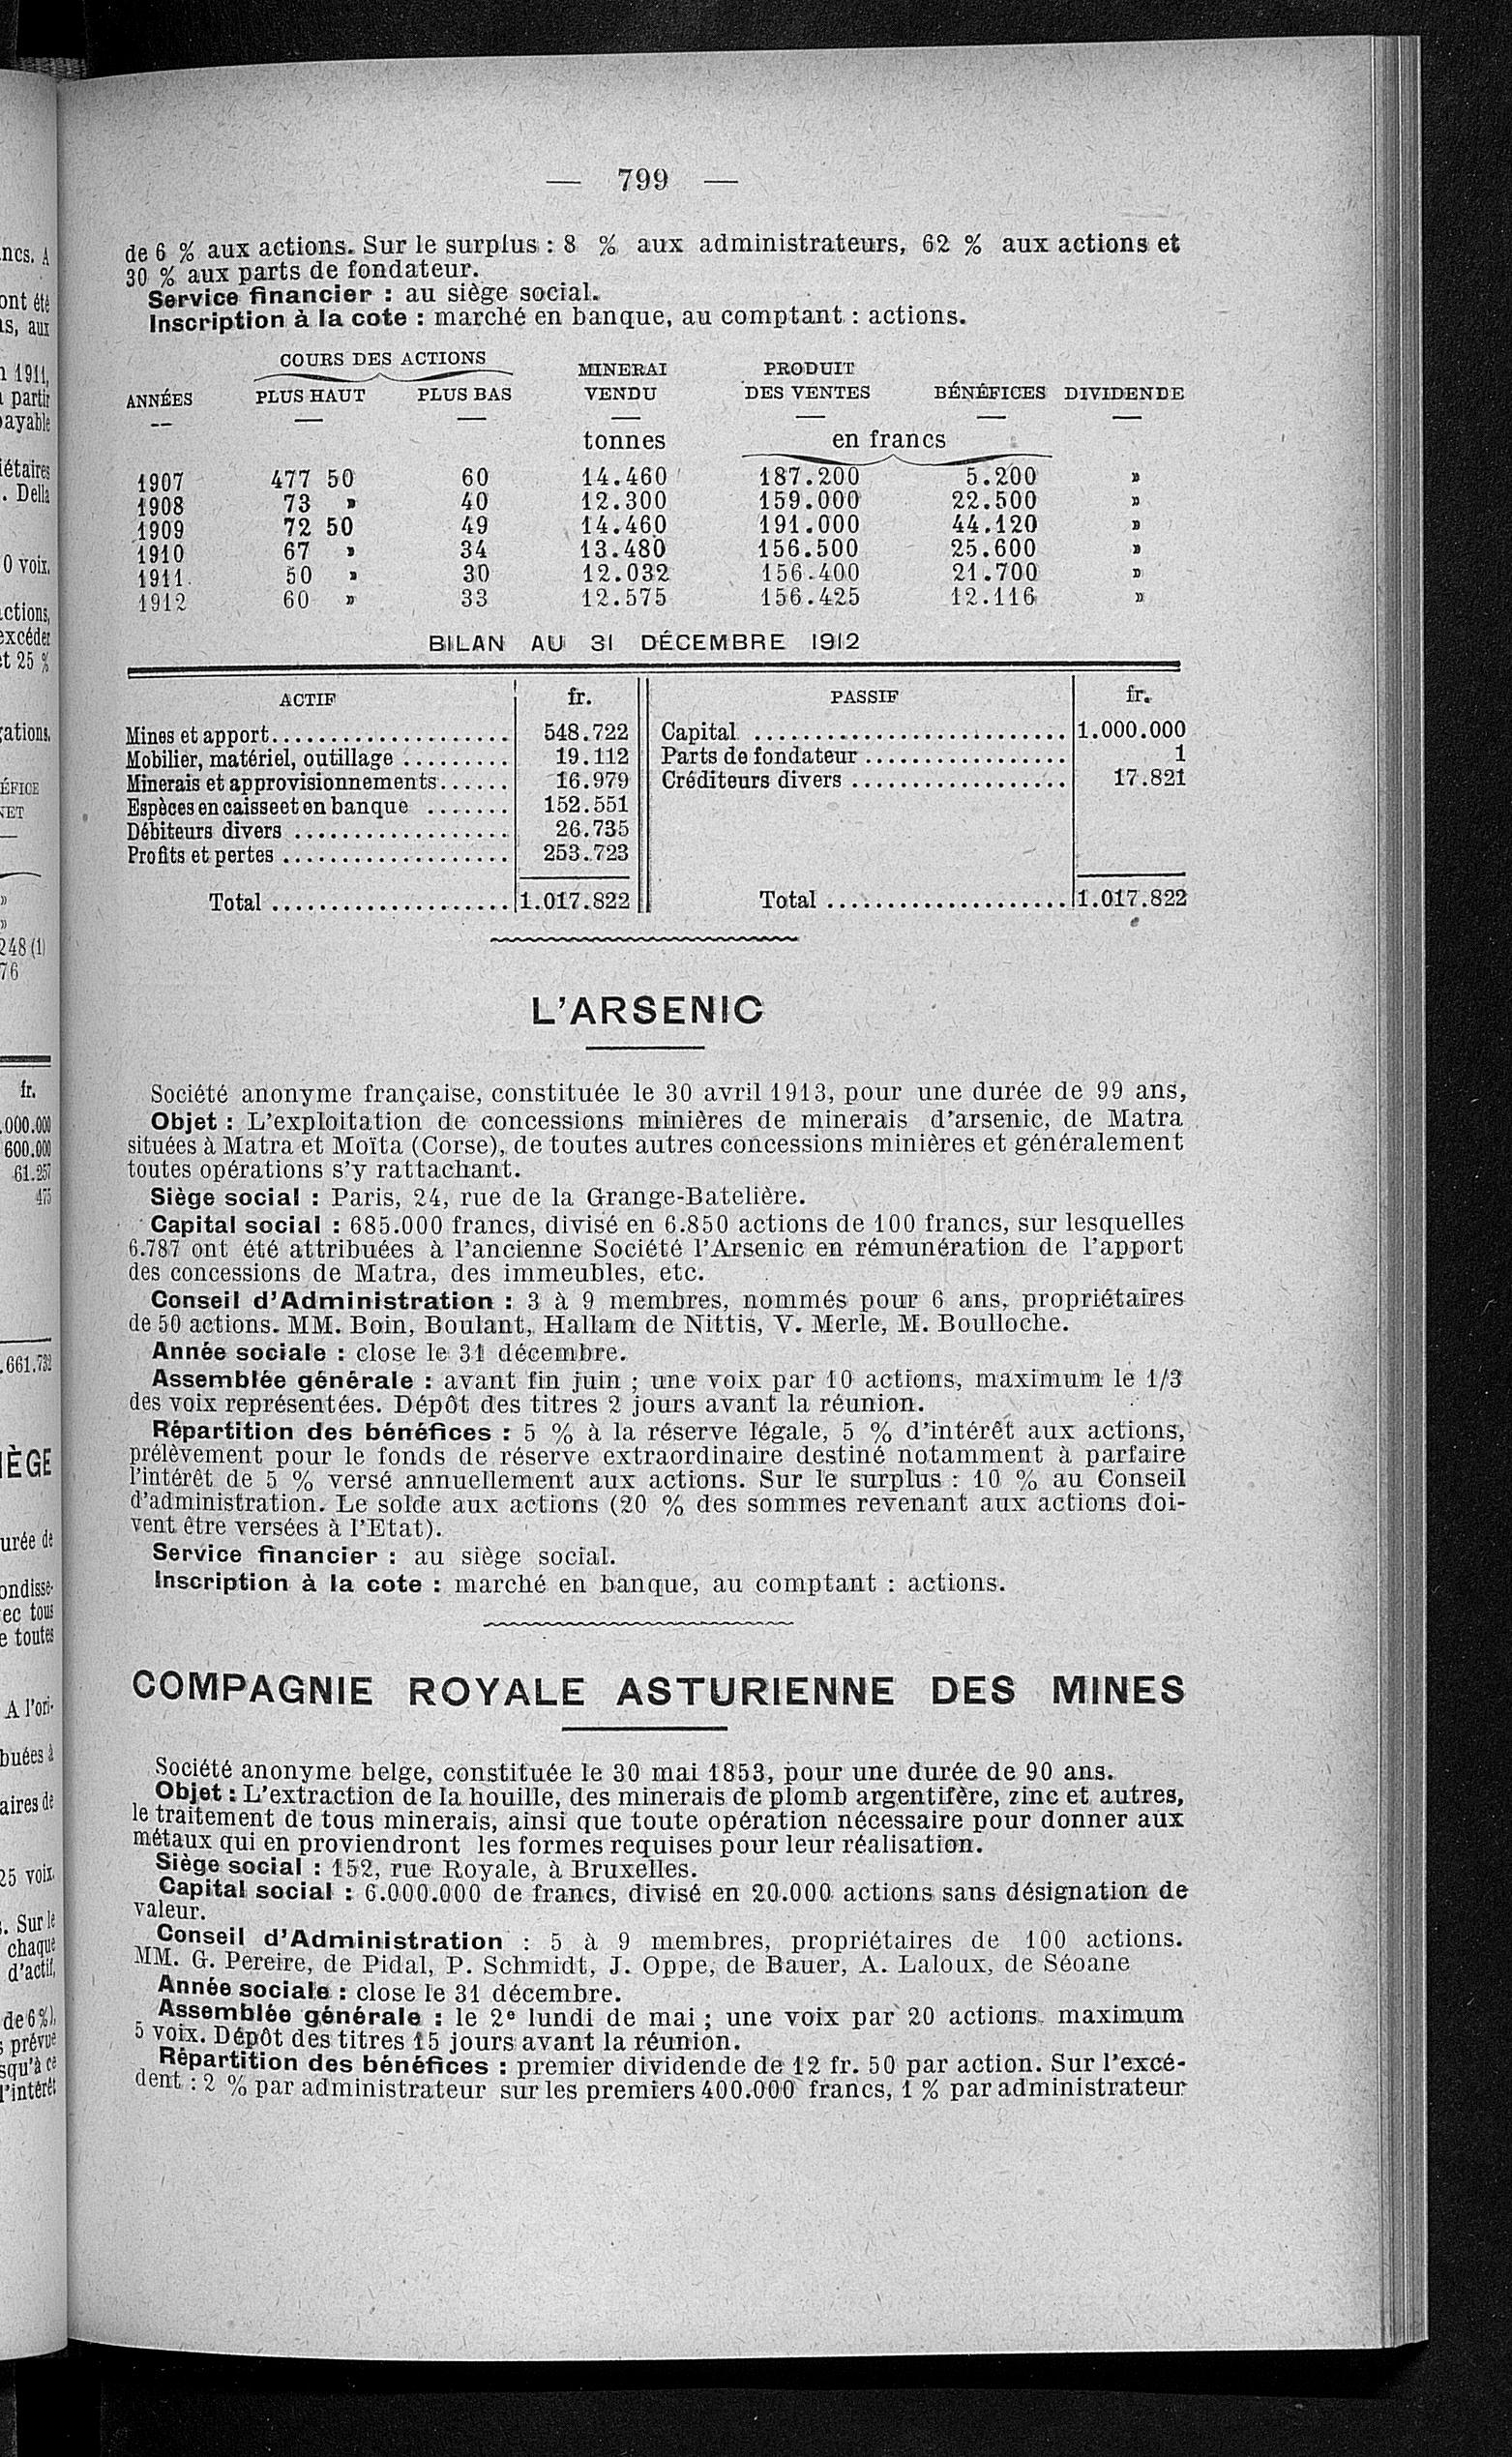 — 799 —
de 6 % aux actions. Sur le surplus : 8 % aux administrateurs, 62 % aux actions et
30 % aux parts de fondateur.
Service financier : au siège social.
Inscription à la cote : marché en banque, au comptant : actions.
COURS DES ACTIONS MINERAI PRODUIT
ANNÉES PLUS HAUT PLUS BAS VENDU DES VENTES BÉNÉFICES DIVIDENDE
tonnes en francs
1907 477 50 60 14.460 187.200 5.200 »
1908 73 » 40 12.300 159.000 22.500 »
1909 72 50 49 14.460 191.000 44.120 »
1910 67 » 34 13.480 156.500 25.600 »
1911. 50 » 30 12.032 156.400 21.700 »
1912 60 » 33 12.575 156.425 12.116 »
BILAN AU 31 DÉCEMBRE 1912
ACTIF fr. PASSIF fr.
Mines et apport.................... 548.722 Capital .......................... 1.000.000
Mobilier, matériel, outillage ......... 19.112 Parts de fondateur ................. 1
Minerais et approvisionnements...... 16.979 Créditeurs divers .................. 17.821
Espèces en caisse et en banque ....... 152.551
Débiteurs divers ................... 26.735
Profits et pertes .................... 253.723
Total .................... 1.017.822 Total .................... 1.017.822
L'ARSENIC
Société anonyme française, constituée le 30 avril 1913, pour une durée de 99 ans,
Objet : L'exploitation de concessions minières de minerais d'arsenic, de Matra
situées à Matra et Moïta (Corse), de toutes autres concessions minières et généralement
toutes opérations s'y rattachant.
Siège social : Paris, 24, rue de la Grange-Batelière.
Capital social : 685.000 francs, divisé en 6.850 actions de 100 francs, sur lesquelles
6.787 ont été attribuées à l'ancienne Société l'Arsenic en rémunération de l'apport
des concessions de Matra, des immeubles, etc.
Conseil d'Administration : 3 à 9 membres, nommés pour 6 ans, propriétaires
de 50 actions. MM. Boin, Boulant, Hallam de Nittis, V. Merle, M. Boulloche.
Année sociale : close le 31 décembre.
Assemblée générale : avant fin juin ; une voix par 10 actions, maximum le 1/3
des voix représentées. Dépôt des titres 2 jours avant la réunion.
Répartition des bénéfices : 5 % à la réserve légale, 5 % d'intérêt aux actions,
prélèvement pour le fonds de réserve extraordinaire destiné notamment à parfaire
l'intérêt de 5 % versé annuellement aux actions. Sur le surplus : 10 % au Conseil
d'administration. Le solde aux actions (20 % des sommes revenant aux actions doi-
vent être versées à l'Etat).
Service financier : au siège social.
Inscription à la cote : marché en banque, au comptant : actions.
COMPAGNIE ROYALE ASTURIENNE DES MINES
Société anonyme belge, constituée le 30 mai 1853, pour une durée de 90 ans.
Objet : L'extraction de la houille, des minerais de plomb argentifère, zinc et autres,
le traitement de tous minerais, ainsi que toute opération nécessaire pour donner aux
métaux qui en proviendront les formes requises pour leur réalisation.
Siège social : 152, rue Royale, à Bruxelles.
Capital social : 6.000.000 de francs, divisé en 20.000 actions sans désignation de
valeur.
Conseil d'Administration : 5 à 9 membres, propriétaires de 100 actions.
MM. G. Pereire, de Pidal, P. Schmidt, J. Oppe, de Bauer, A. Laloux, de Séoane
Année sociale : close le 31 décembre.
Assemblée générale : le 2e lundi de mai ; une voix par 20 actions. maximum
5 voix. Dépôt des titres 15 jours avant la réunion.
Répartition des bénéfices : premier dividende de 12 fr. 50 par action. Sur l'excé-
dent : 2 % par administrateur sur les premiers 400.000 francs, 1 % par administrateur